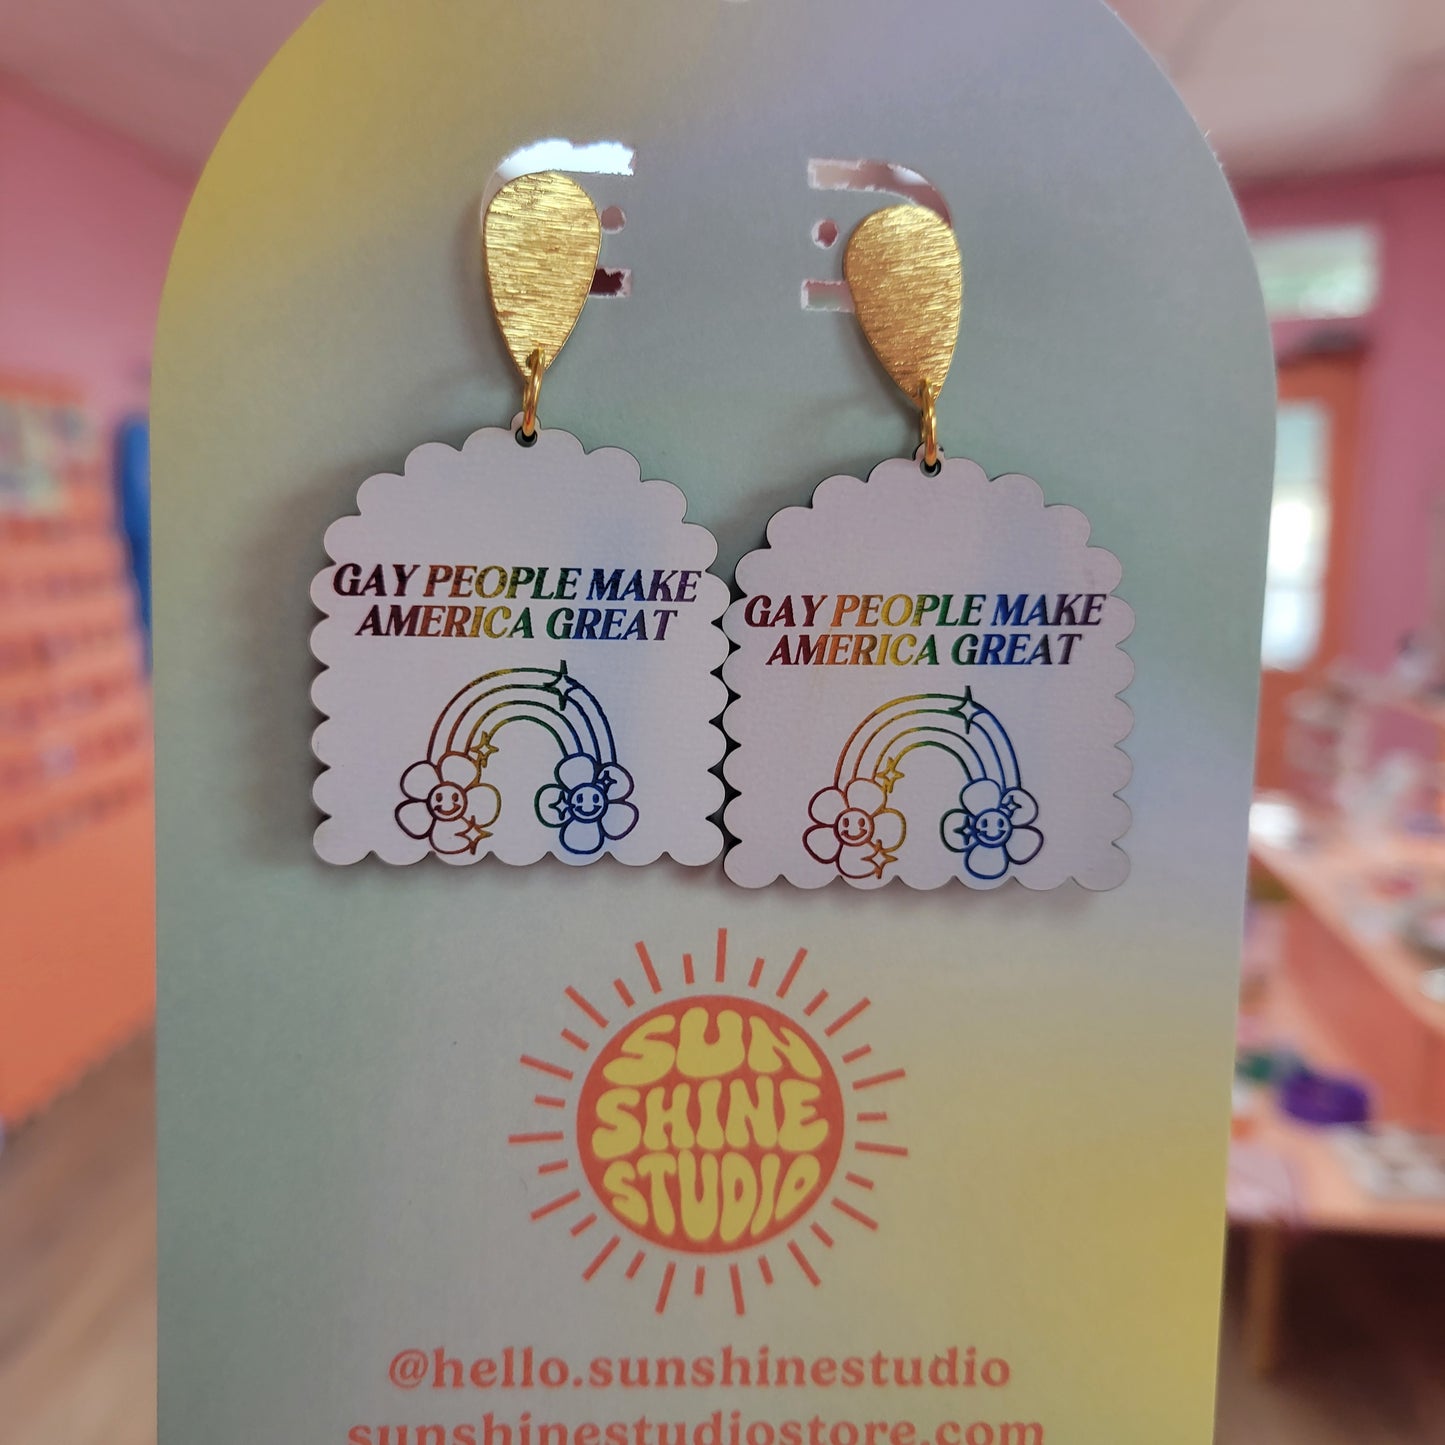 GAY PEOPLE MAKE
AMERICA GREAT
GAY PEOPLE MAKE
AMERICA GREAT
SUN
SHINE
STUDIO
@hello.sunshinestudio
sunshinestudiostore.com